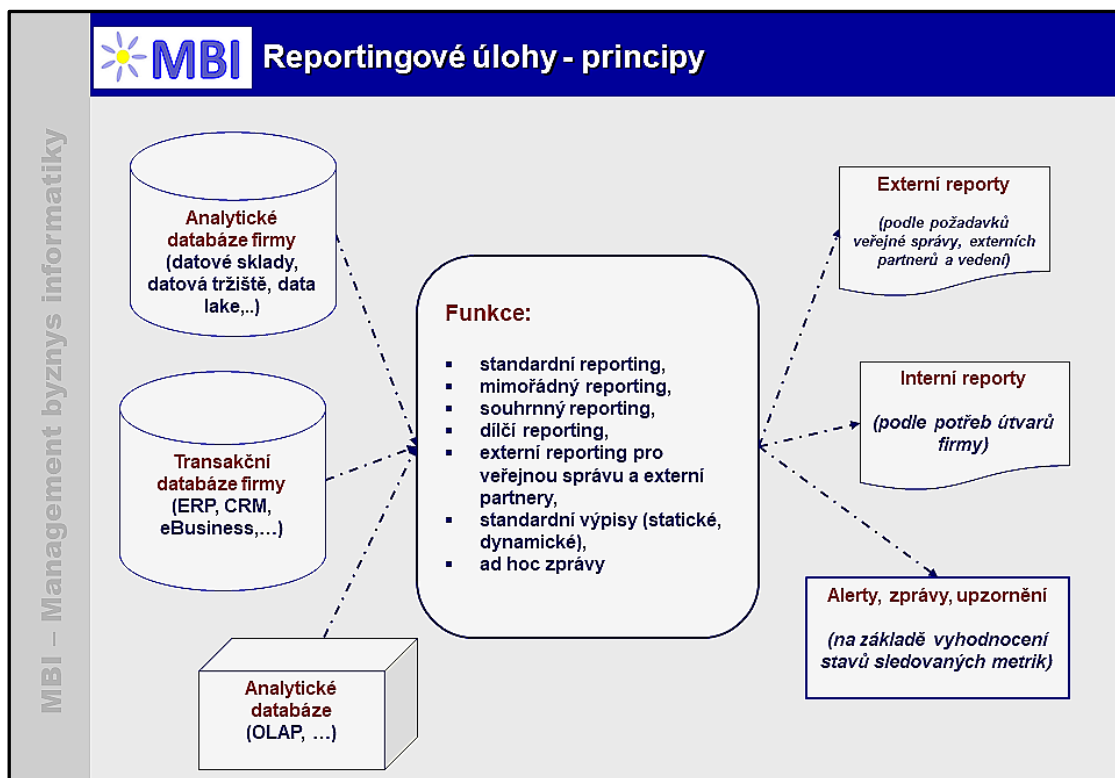 MBI
Reportingové úlohy - principy
MBI – Management byznys informatiky
Analytické
databáze firmy
(datové sklady,
datová tržiště, data
lake,..)
Transakční
databáze firmy
(ERP, CRM,
eBusiness,…)
Analytické
databáze
(OLAP, …)
Funkce:
▪ standardní reporting,
▪ mimořádný reporting,
▪ souhrnný reporting,
▪ dílčí reporting,
▪ externí reporting pro
veřejnou správu a externí
partnery,
▪ standardní výpisy (statické,
dynamické),
▪ ad hoc zprávy
Externí reporty
(podle požadavků
veřejné správy, externích
partnerů a vedení)
Interní reporty
(podle potřeb útvarů
firmy)
Alerty, zprávy, upzornění
(na základě vyhodnocení
stavů sledovaných metrik)